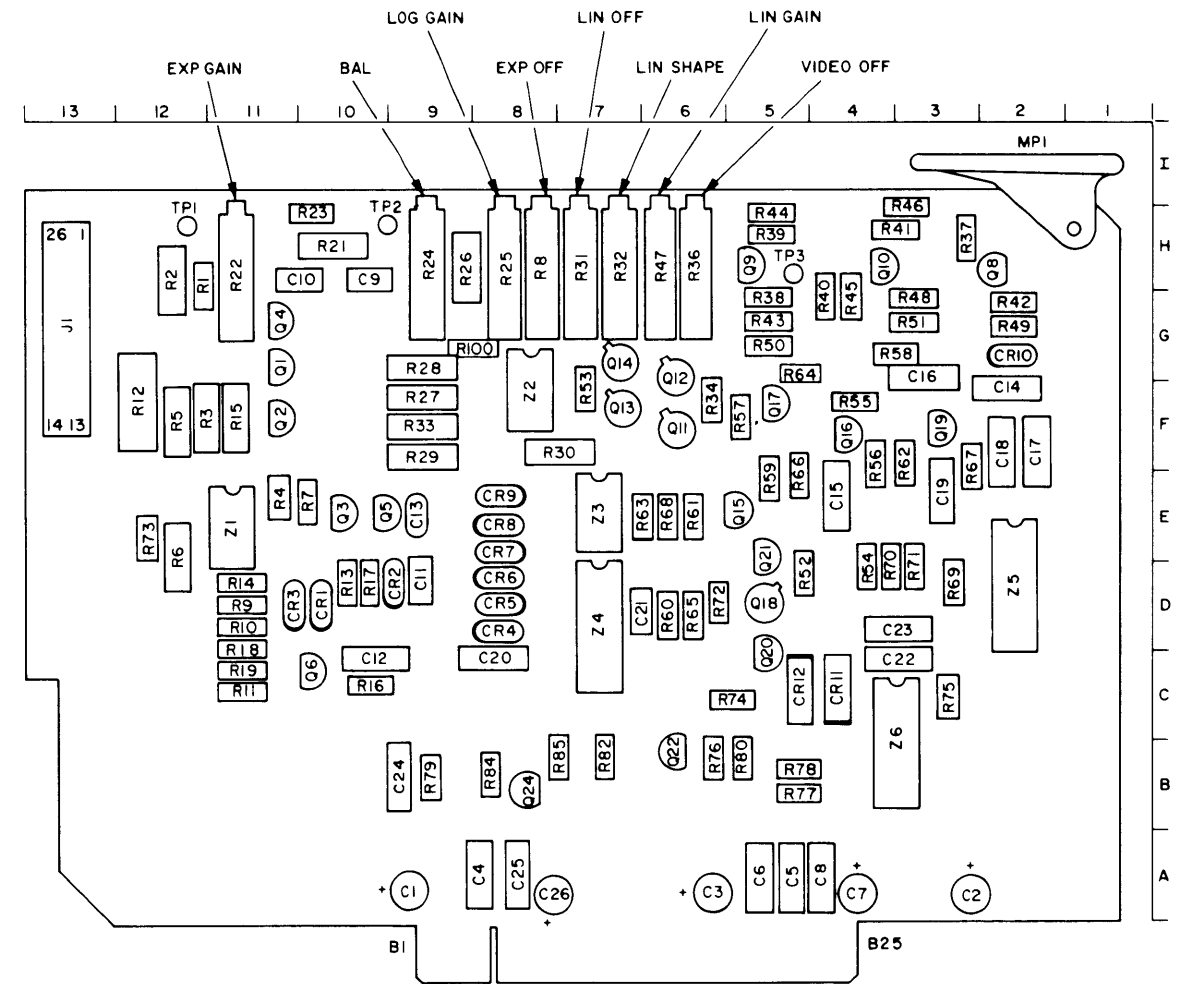 LOG GAIN LIN OFF LIN GAIN
EXP GAIN BAL EXP OFF LIN SHAPE VIDEO OFF
13 12 11 10 9 8 7 6 5 4 3 2 1
MP1 I
TP1 R23 TP2 R44 R46
26 1 R21 R39 R41 R37
H
R2 R1 R22 C10 C9 R24 R26 R25 R8 R31 R32 R47 R36 Q9 TP3 Q10 Q8
R38 R40 R45 R48 R42
J1 Q4 R43 R51 R49
G
R100 R50 R58 CR10
Q1 R28 Z2 R53 Q14 Q12 R64 C16 C14
R12 R5 R3 R15 Q2 R27 Q13 R34 R57 Q17 R55
14 13 R33 Q11 Q16 Q19 C18 C17
F
R29 R30 R59 R66 R56 R62 R67
R4 R7 CR9 C15 C19
R73 R6 Z1 Q3 Q5 C13 CR8 Z3 R63 R68 R61 Q15
E
CR7 Q21 R54 R70 R71
R14 R13 R17 CR2 C11 CR6 R52 R69 Z5
R9 CR3 CR1 CR5 Z4 C21 R60 R65 R72 Q18
D
R10 CR4 C23
R18 C12 C20 Q20 C22
R19 Q6 R16
R11 R74 CR12 CR11 R75
C
Z6
C24 R79 R84 Q24 R85 R82 Q22 R76 R80 R78
B
R77
+ C1 C4 C25 C26 + + C3 C6 C5 C8 + C7 + C2
A
B1 B25